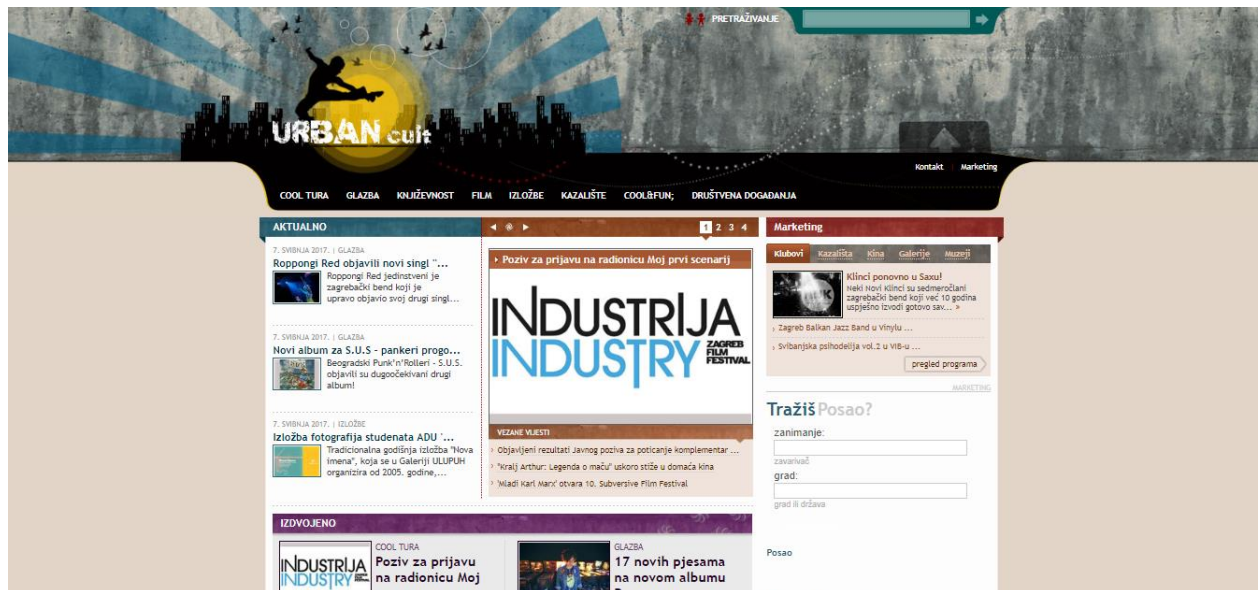 PRETRAŽIVANJE
URBAN cult
Kontakt Marketing
COOL TURA GLAZBA KNJIŽEVNOST FILM IZLOŽBE KAZALIŠTE COOL&FUN; DRUŠTVENA DOGAĐANJA
AKTUALNO
7. SVIBNJA 2017. | GLAZBA
Roppongi Red objavili novi singl "...
Roppongi Red jedinstveni je
zagrebački bend koji je
upravo objavio svoj drugi singl...
7. SVIBNJA 2017. | GLAZBA
Novi album za S.U.S - pankeri progo...
Beogradski Punk'n'Rolleri - S.U.S.
objavili su dugoočekivani drugi
album!
7. SVIBNJA 2017. | IZLOŽBE
Izložba fotografija studenata ADU '...
Tradicionalna godišnja izložba "Nova
imena", koja se u Galeriji ULUPUH
organizira od 2005. godine,...
1 2 3 4
Poziv za prijavu na radionicu Moj prvi scenarij
INDUSTRIJA
INDUSTRY
ZAGREB
FILM
FESTIVAL
VEZANE VIJESTI
Objavljeni rezultati Javnog poziva za poticanje komplementar ...
"Kralj Arthur: Legenda o maču" uskoro stiže u domaća kina
'Mladi Karl Marx' otvara 10. Subversive Film Festival
Marketing
Klubovi Kazališta Kina Galerije Muzeji
Klinci ponovno u Saxu!
Neki Novi Klinci su sedmeročlani
zagrebački bend koji već 10 godina
uspješno izvodi gotovo sav... »
Zagreb Balkan Jazz Band u Vinylu ...
Svibanjska psihodelija vol.2 u VIB-u ...
pregled programa
MARKETING
Tražiš Posao?
zanimanje:
zavarivač
grad:
grad ili država
Posao
IZDVOJENO
INDUSTRIJA
INDUSTRY
COOL TURA
Poziv za prijavu
na radionicu Moj
GLAZBA
17 novih pjesama
na novom albumu